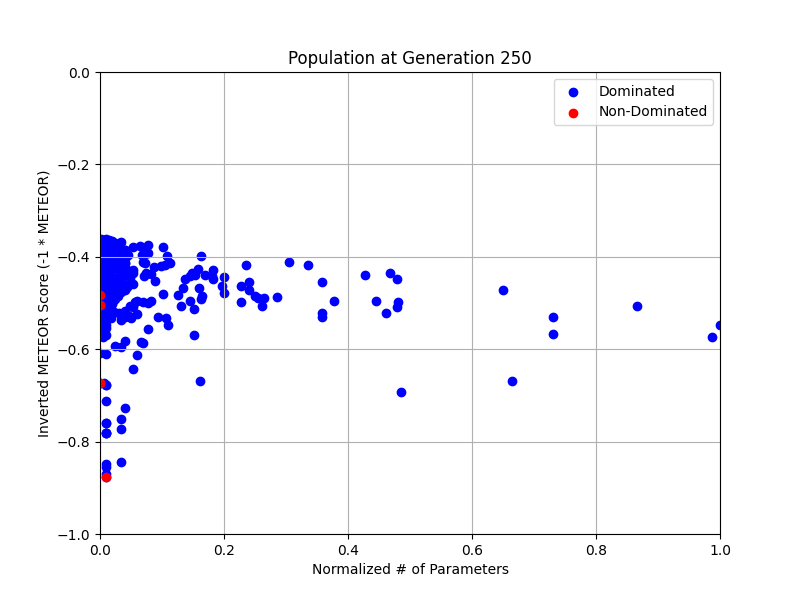 Population at Generation 250
Dominated
Non-Dominated
0.0
−0.2
−0.4
−0.6
−0.8
−1.0
Inverted METEOR Score (-1 * METEOR)
0.0 0.2 0.4 0.6 0.8 1.0
Normalized # of Parameters